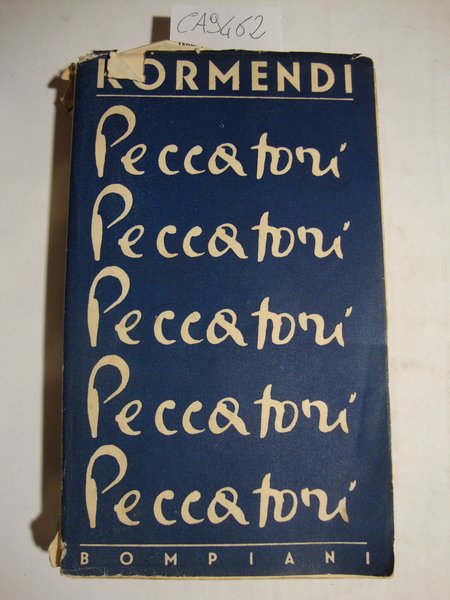 CA9462
KORMENDI
Peccatori
Peccatori
Peccatori
Peccatori
Peccatori
BOMPIANI